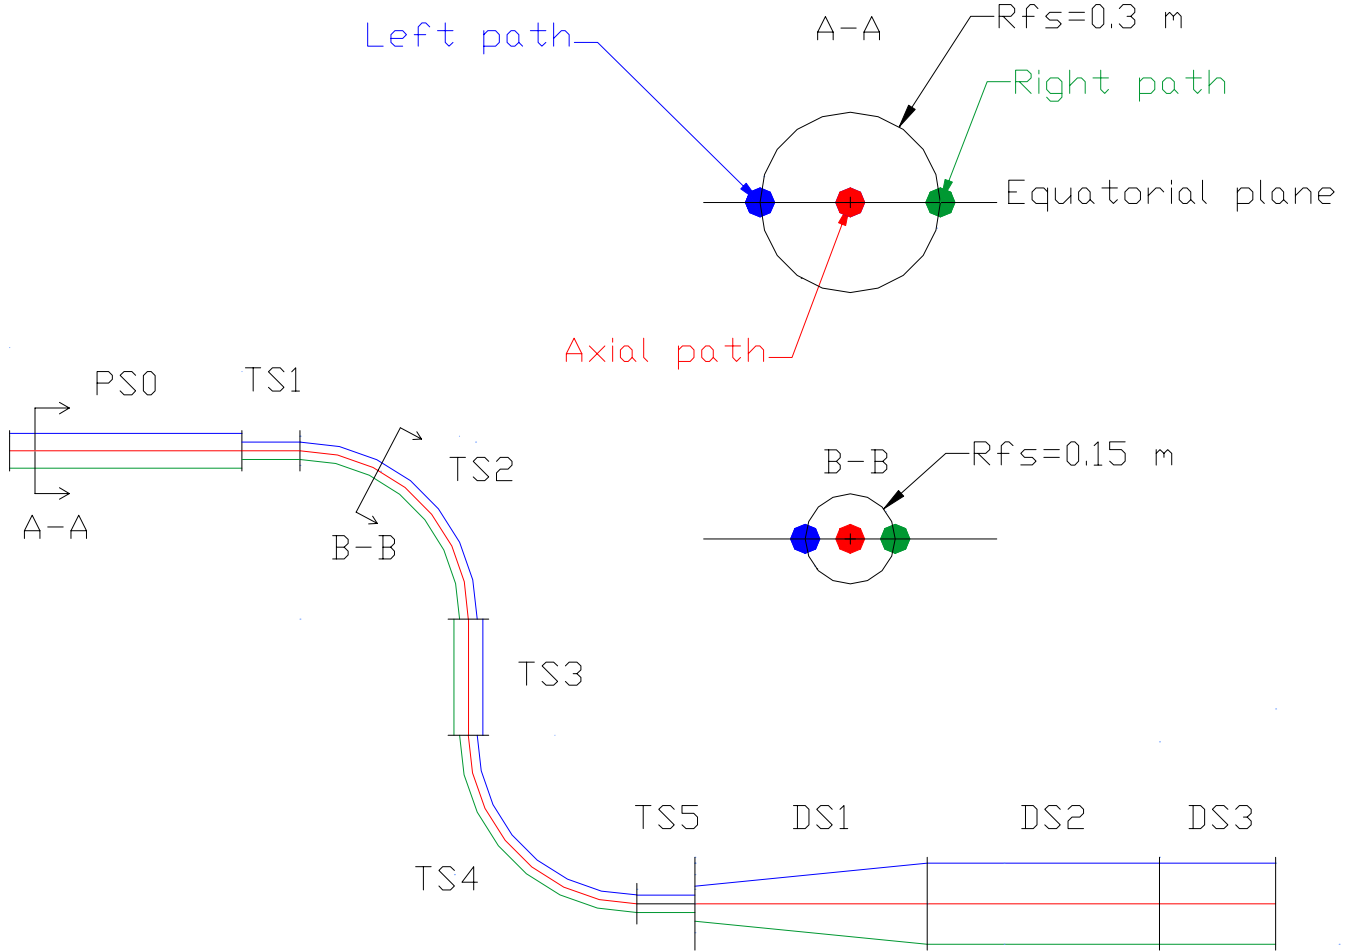 A-A
Rfs=0.3 m
Left path
Right path
Equatorial plane
Axial path
PS0
TS1
TS2
A-A
B-B
B-B
Rfs=0.15 m
TS3
TS5
DS1
DS2
DS3
TS4